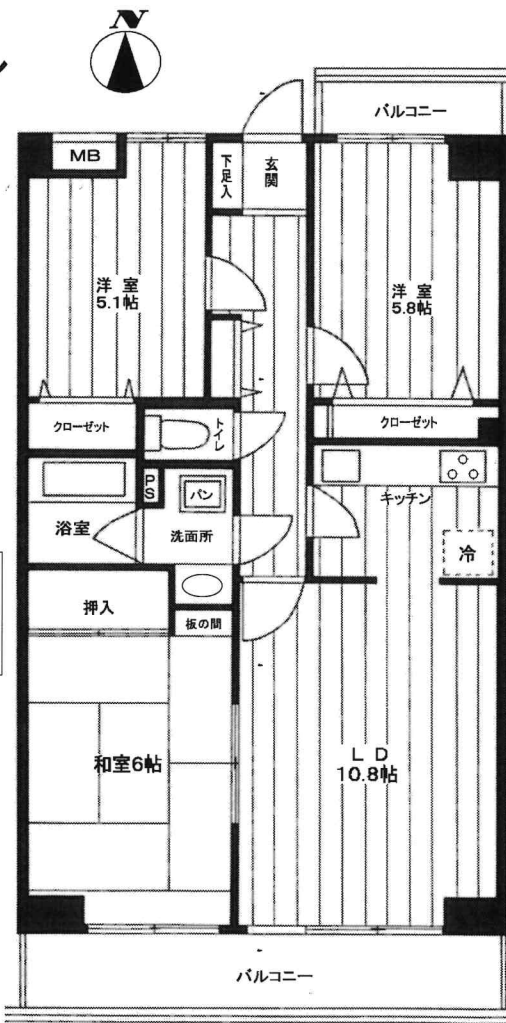 N
バルコニー
MB
下足入
玄関
洋室
5.1帖
洋室
5.8帖
クローゼット
トイレ
クローゼット
PS
パン
キッチン
浴室
洗面所
冷
押入
板の間
和室6帖
LD
10.8帖
バルコニー